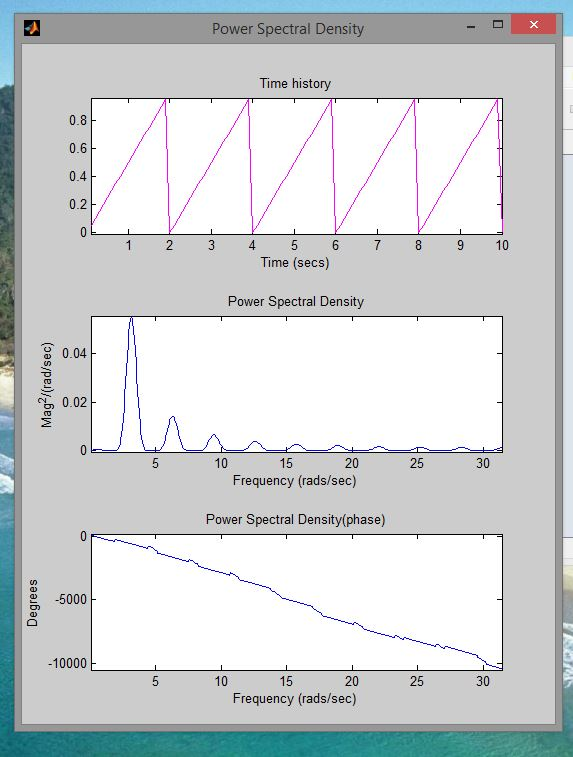 Power Spectral Density
Time history
0.8
0.6
0.4
0.2
0
1 2 3 4 5 6 7 8 9 10
Time (secs)
Power Spectral Density
Mag2/(rad/sec)
0.04
0.02
0
5 10 15 20 25 30
Frequency (rads/sec)
Power Spectral Density(phase)
Degrees
0
-5000
-10000
5 10 15 20 25 30
Frequency (rads/sec)